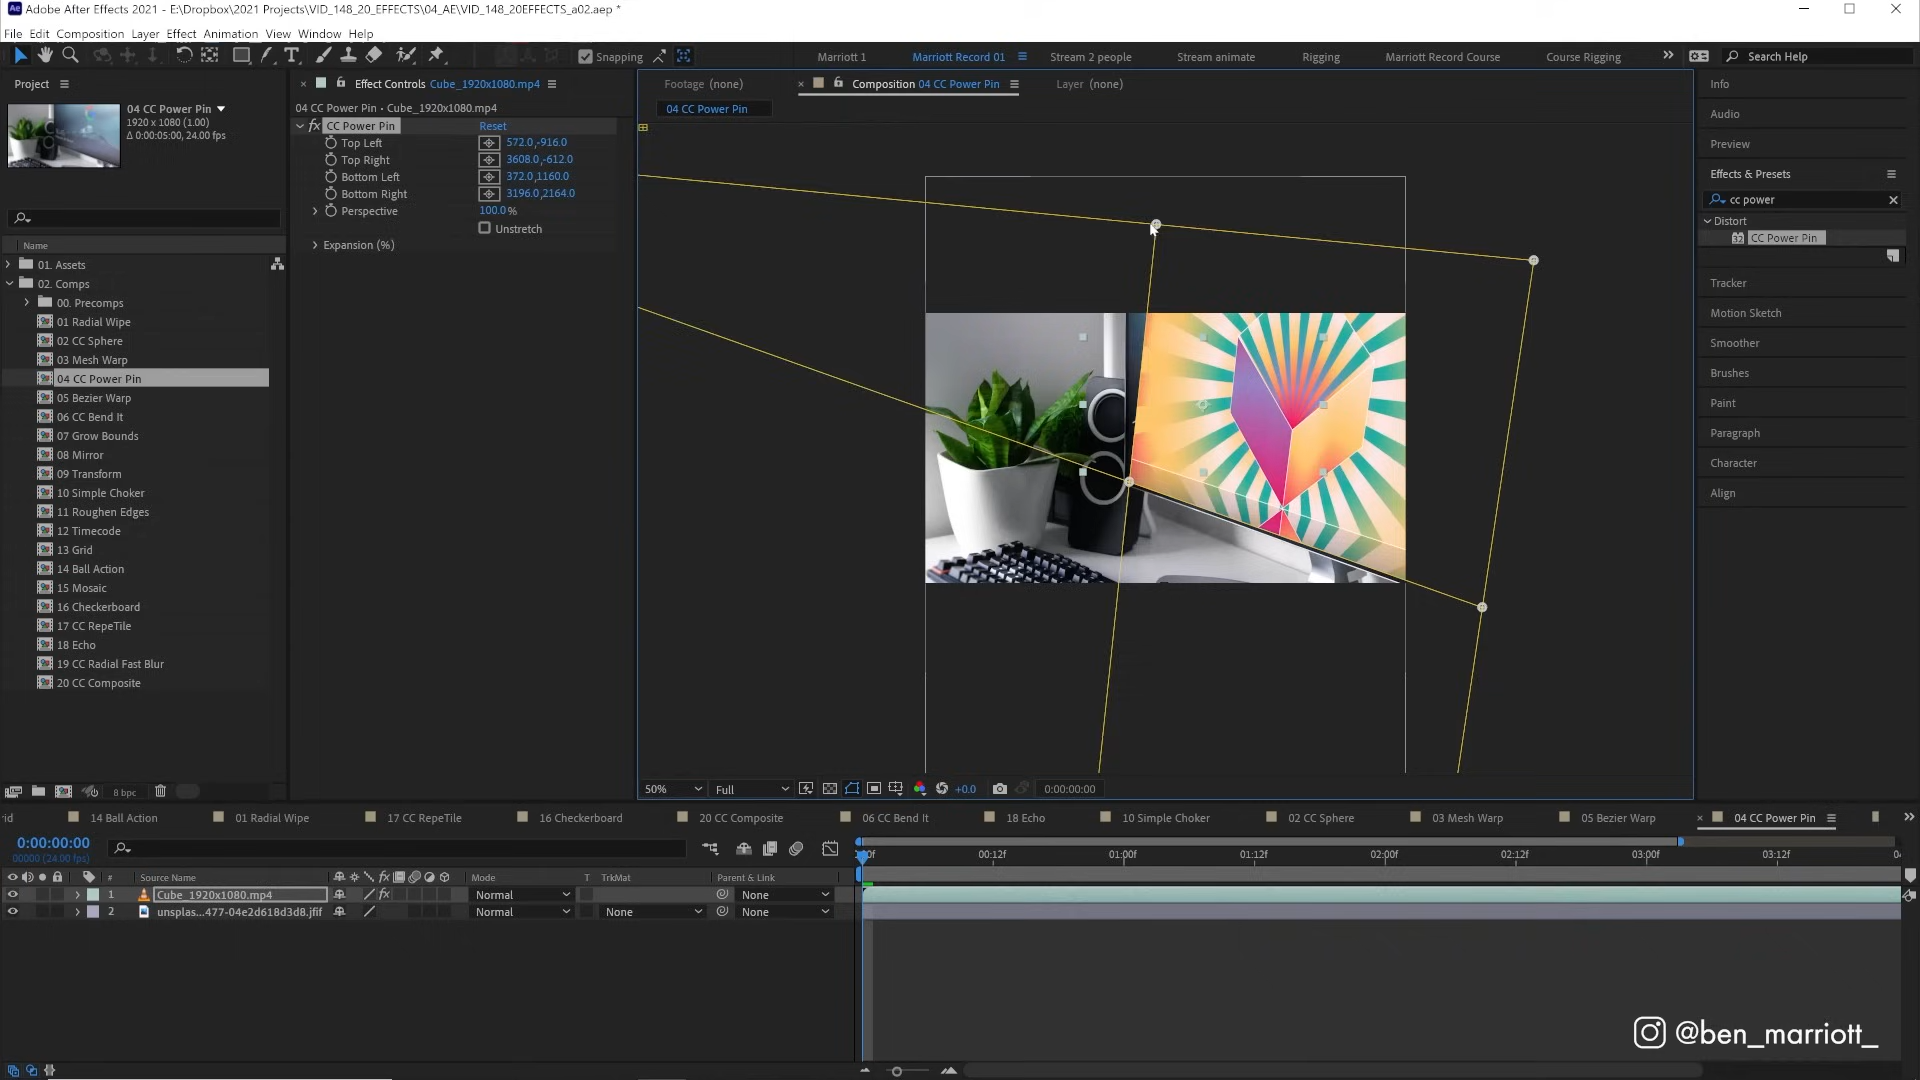 Adobe After Effects 2021 - E:\Dropbox\2021 Projects\VID_148_20_EFFECTS\04_AE\VID_148_20EFFECTS_a02.aep *
File Edit Composition Layer Effect Animation View Window Help
Snapping
Marriott 1
Marriott Record 01
Stream 2 people
Stream animate
Rigging
Marriott Record Course
Course Rigging
Search Help
Project
04 CC Power Pin
1920 x 1080 (1.00)
Δ 0:00:05:00, 24.00 fps
Name
01. Assets
02. Comps
00. Precomps
01 Radial Wipe
02 CC Sphere
03 Mesh Warp
04 CC Power Pin
05 Bezier Warp
06 CC Bend It
07 Grow Bounds
08 Mirror
09 Transform
10 Simple Choker
11 Roughen Edges
12 Timecode
13 Grid
14 Ball Action
15 Mosaic
16 Checkerboard
17 CC RepeTile
18 Echo
19 CC Radial Fast Blur
20 CC Composite
8 bpc
Effect Controls Cube_1920x1080.mp4
04 CC Power Pin • Cube_1920x1080.mp4
fx CC Power Pin Reset
Top Left 572.0,-916.0
Top Right 3608.0,-612.0
Bottom Left 372.0,1160.0
Bottom Right 3196.0,2164.0
Perspective 100.0%
Unstretch
Expansion (%)
Footage (none)
Composition 04 CC Power Pin
Layer (none)
04 CC Power Pin
50%
Full
+0.0
0:00:00:00
Info
Audio
Preview
Effects & Presets
cc power
Distort
32 CC Power Pin
Tracker
Motion Sketch
Smoother
Brushes
Paint
Paragraph
Character
Align
rid
14 Ball Action
01 Radial Wipe
17 CC RepeTile
16 Checkerboard
20 CC Composite
06 CC Bend It
18 Echo
10 Simple Choker
02 CC Sphere
03 Mesh Warp
05 Bezier Warp
04 CC Power Pin
0:00:00:00
00000 (24.00 fps)
00:12f
01:00f
01:12f
02:00f
02:12f
03:00f
03:12f
# Source Name fx Mode T TrkMat Parent & Link
1 Cube_1920x1080.mp4 fx Normal None
2 unsplas...477-04e2d618d3d8.jfif Normal None None
@ben_marriott_